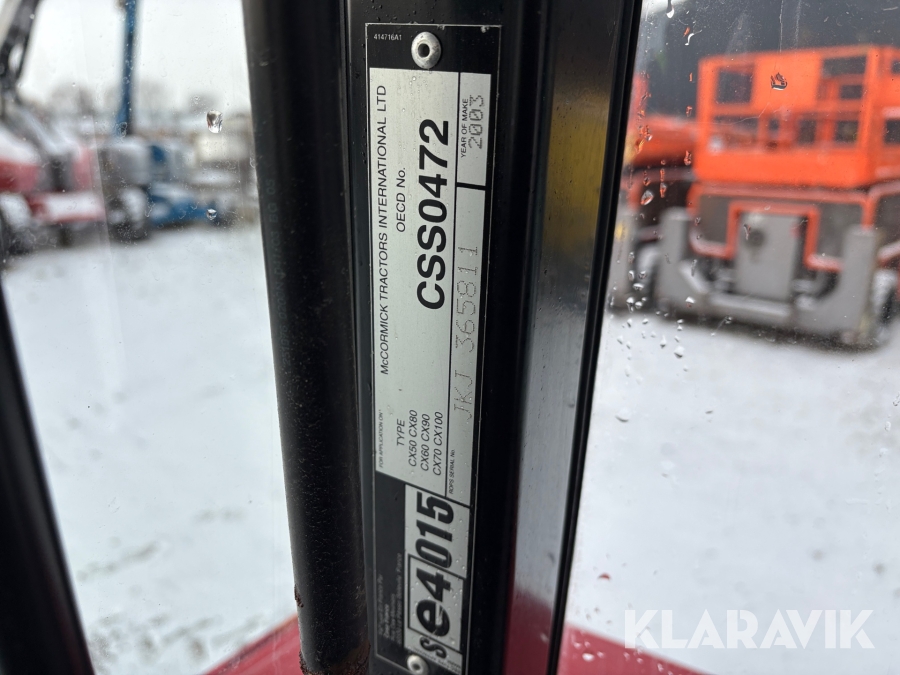 414716A1
FOR APPLICATION ON
McCORMICK TRACTORS INTERNATIONAL LTD
OECD No.
CSS0472
YEAR OF MAKE
2003
TYPE
CX50 CX80
CX60 CX90
CX70 CX100
ROPS SERIAL No.
JKJ 365811
s e4 015
KLARAVIK